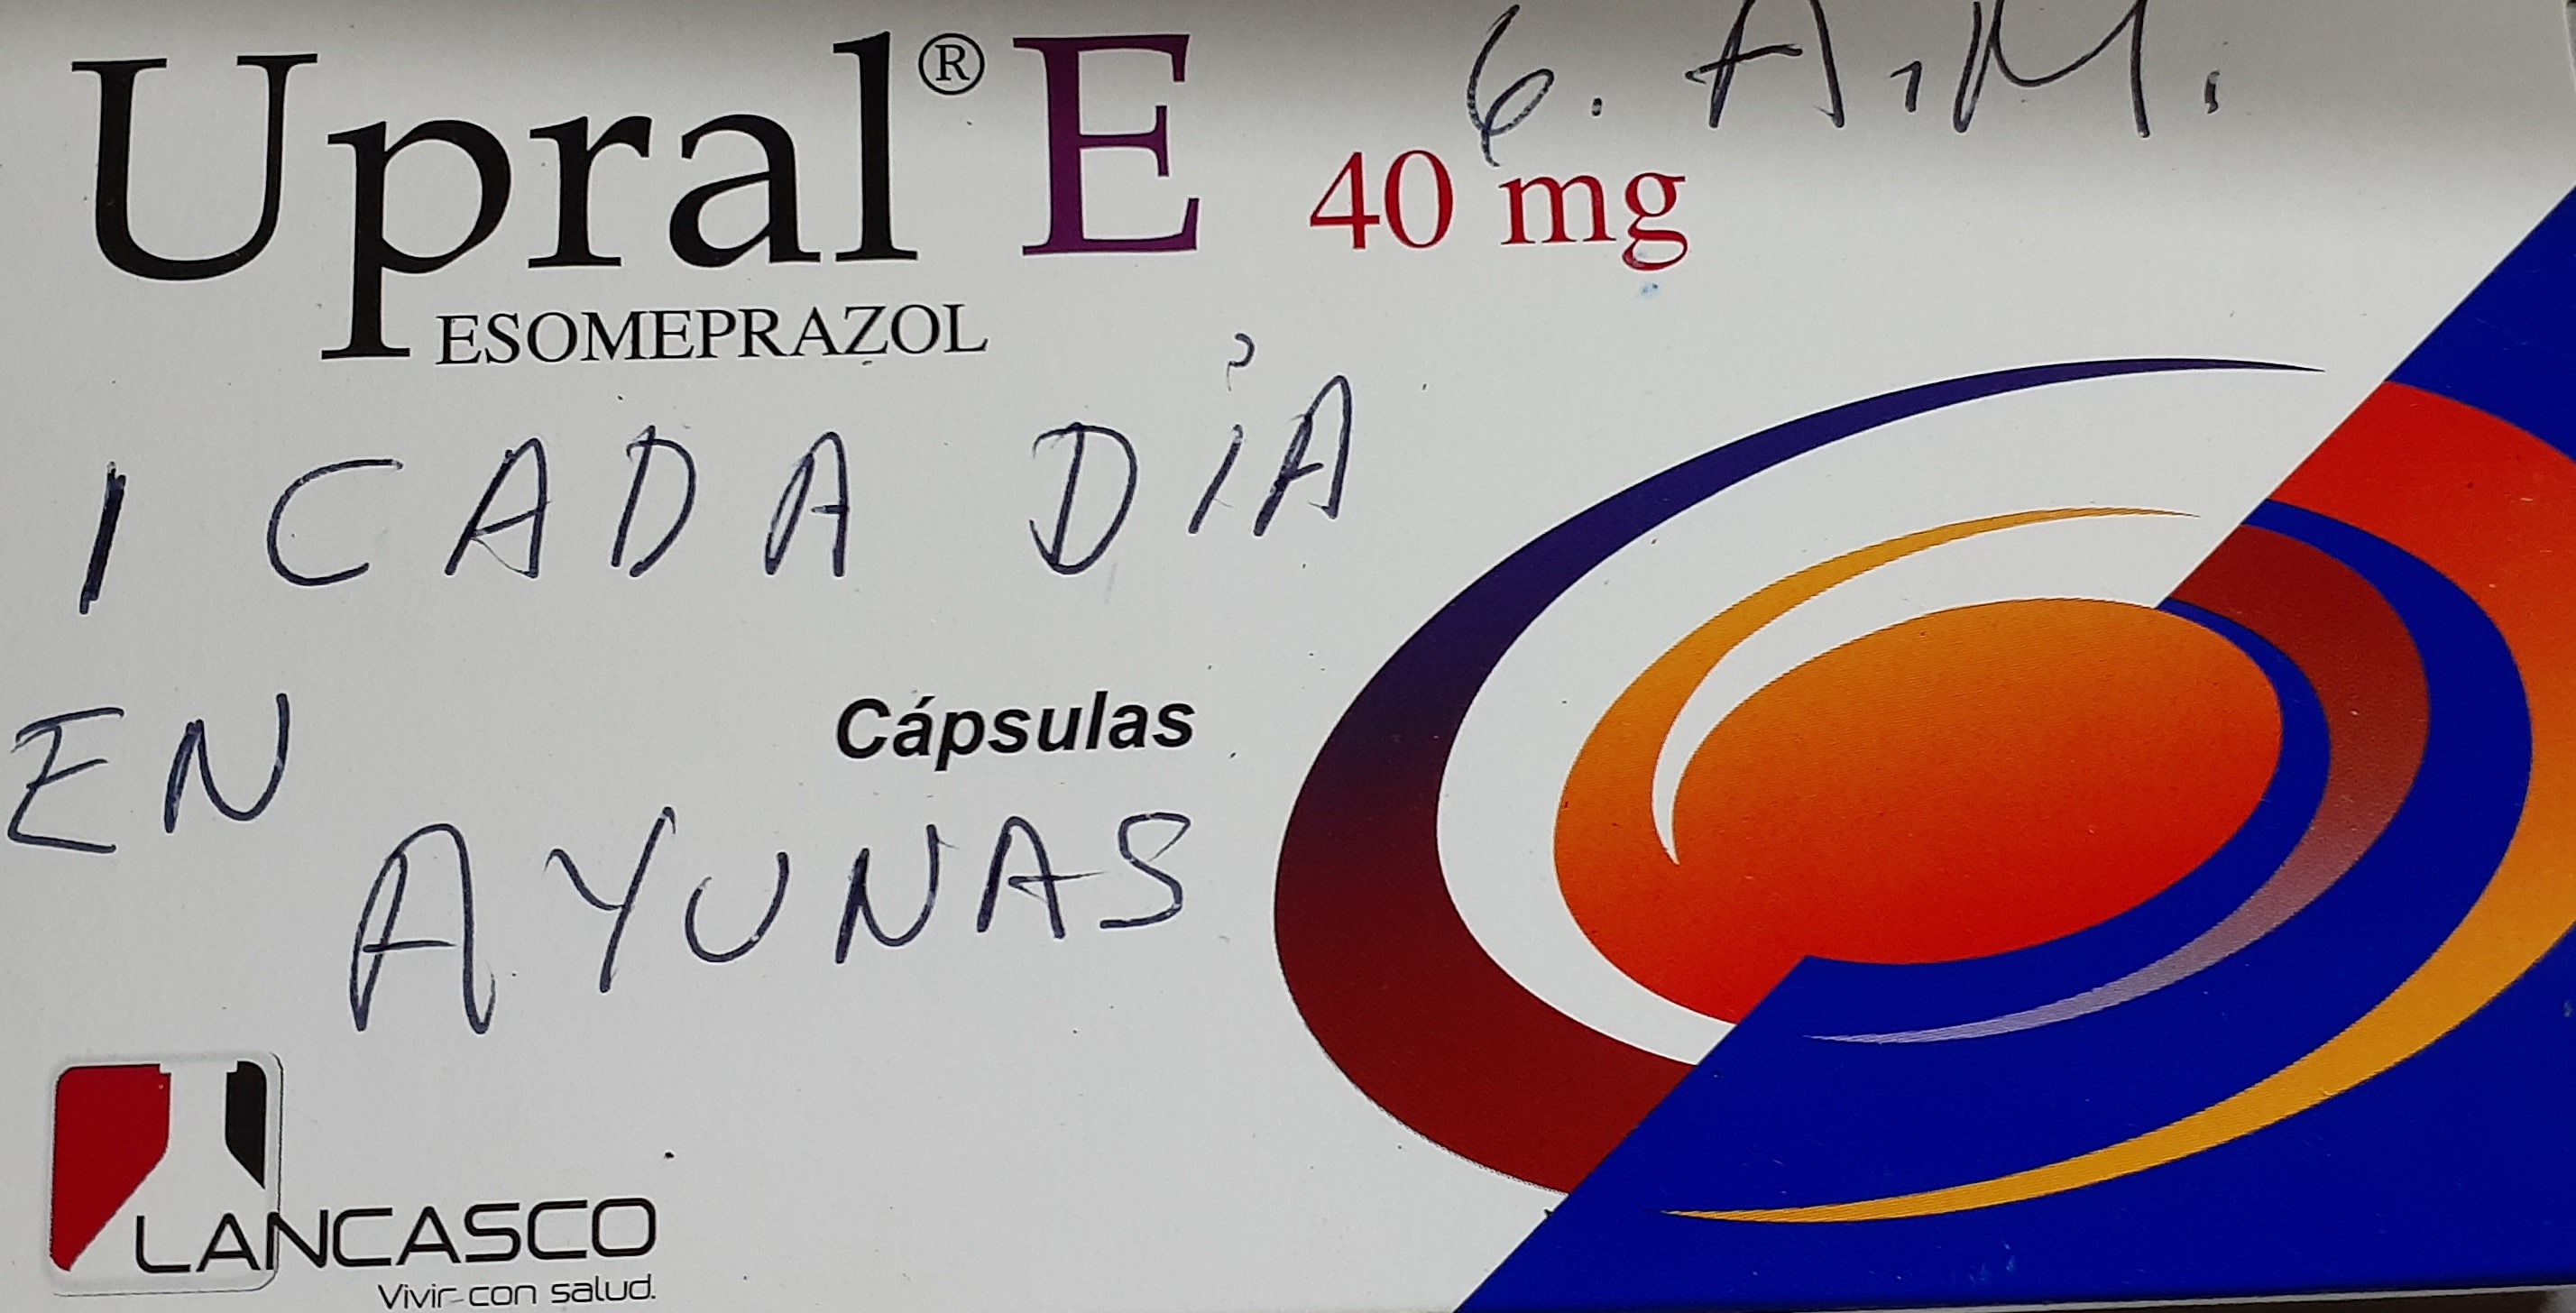 6. A.M.
Upral® E 40 mg
ESOMEPRAZOL
1 CADA DíA
Cápsulas
EN
AYUNAS
LANCASCO
Vivir con salud.